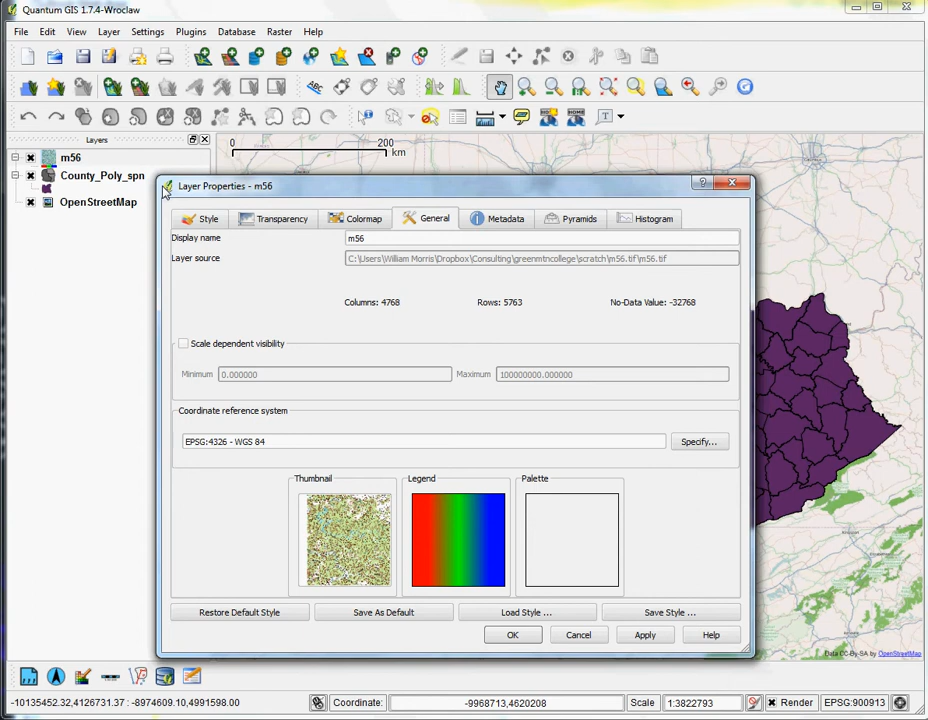 Quantum GIS 1.7.4-Wroclaw
File Edit View Layer Settings Plugins Database Raster Help
Layers
m56
County_Poly_spn
OpenStreetMap
0 200
km
Layer Properties - m56
Style Transparency Colormap General Metadata Pyramids Histogram
Display name m56
Layer source C:\Users\William Morris\Dropbox\Consulting\greenmtncollege\scratch\m56.tif\m56.tif
Columns: 4768 Rows: 5763 No-Data Value: -32768
Scale dependent visibility
Minimum 0.000000 Maximum 100000000.000000
Coordinate reference system
EPSG:4326 - WGS 84 Specify...
Thumbnail Legend Palette
Restore Default Style Save As Default Load Style ... Save Style ...
OK Cancel Apply Help
Data CC-By-SA by OpenStreetMap
-10135452.32,4126731.37 : -8974609.10,4991598.00 Coordinate: -9968713,4620208 Scale 1:3822793 Render EPSG:900913